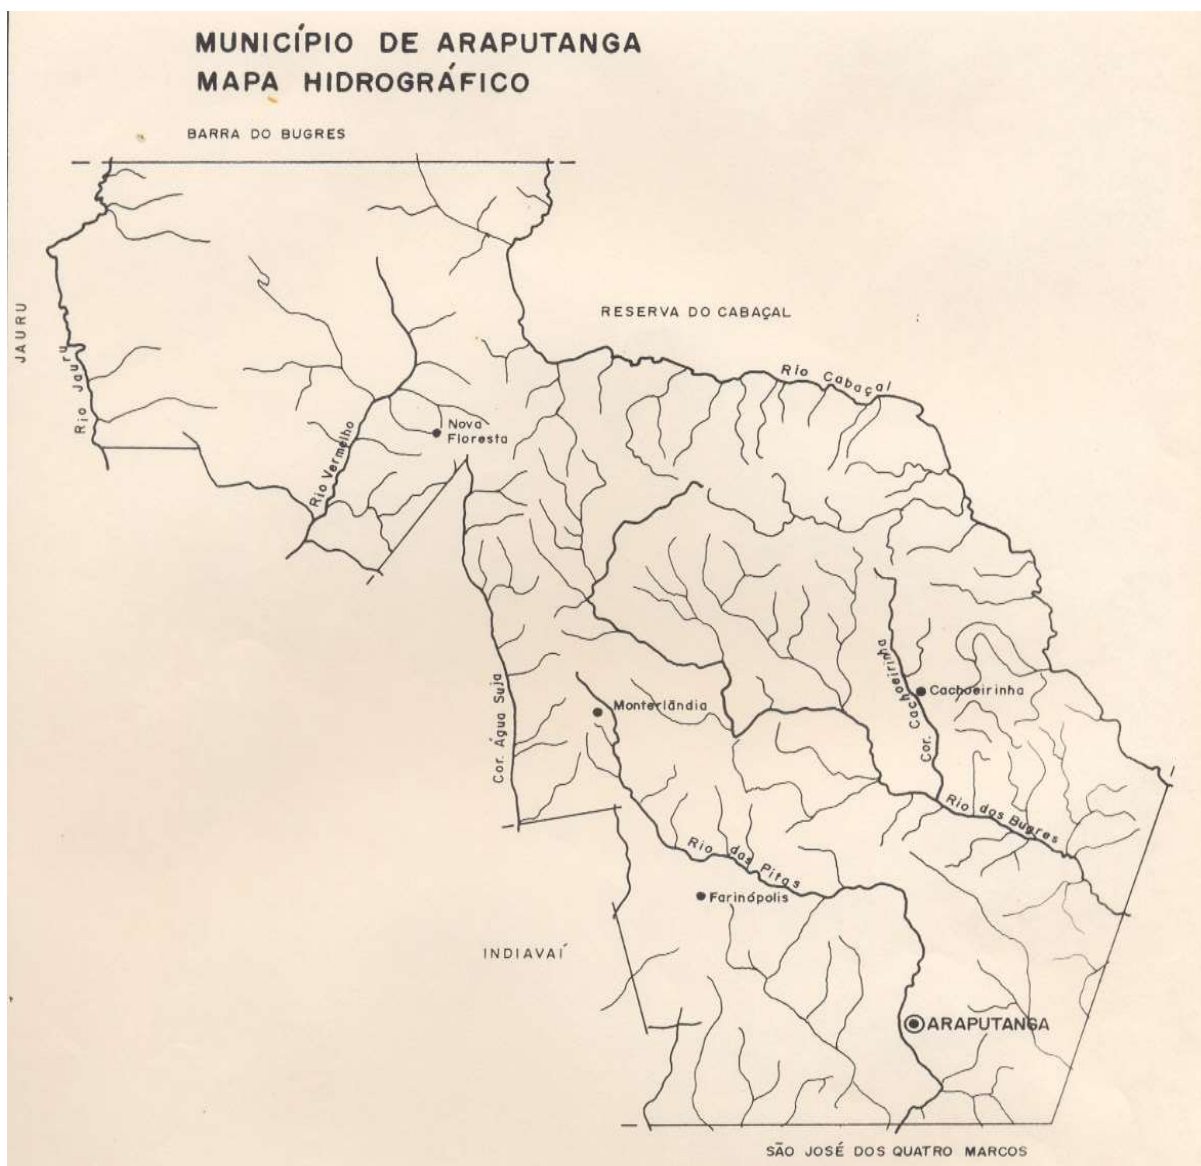 MUNICÍPIO DE ARAPUTANGA
MAPA HIDROGRÁFICO
BARRA DO BUGRES
RESERVA DO CABAÇAL
JAURU
Rio Jauru
Rio Cabaçal
Nova
Floresta
Rio Vermelho
Cor. Cachoeirinha
Cachoeirinha
Cor. Água Suja
Monterlândia
Rio dos Bugres
Rio das Pitas
Farinópolis
INDIAVAÍ
ARAPUTANGA
SÃO JOSÉ DOS QUATRO MARCOS